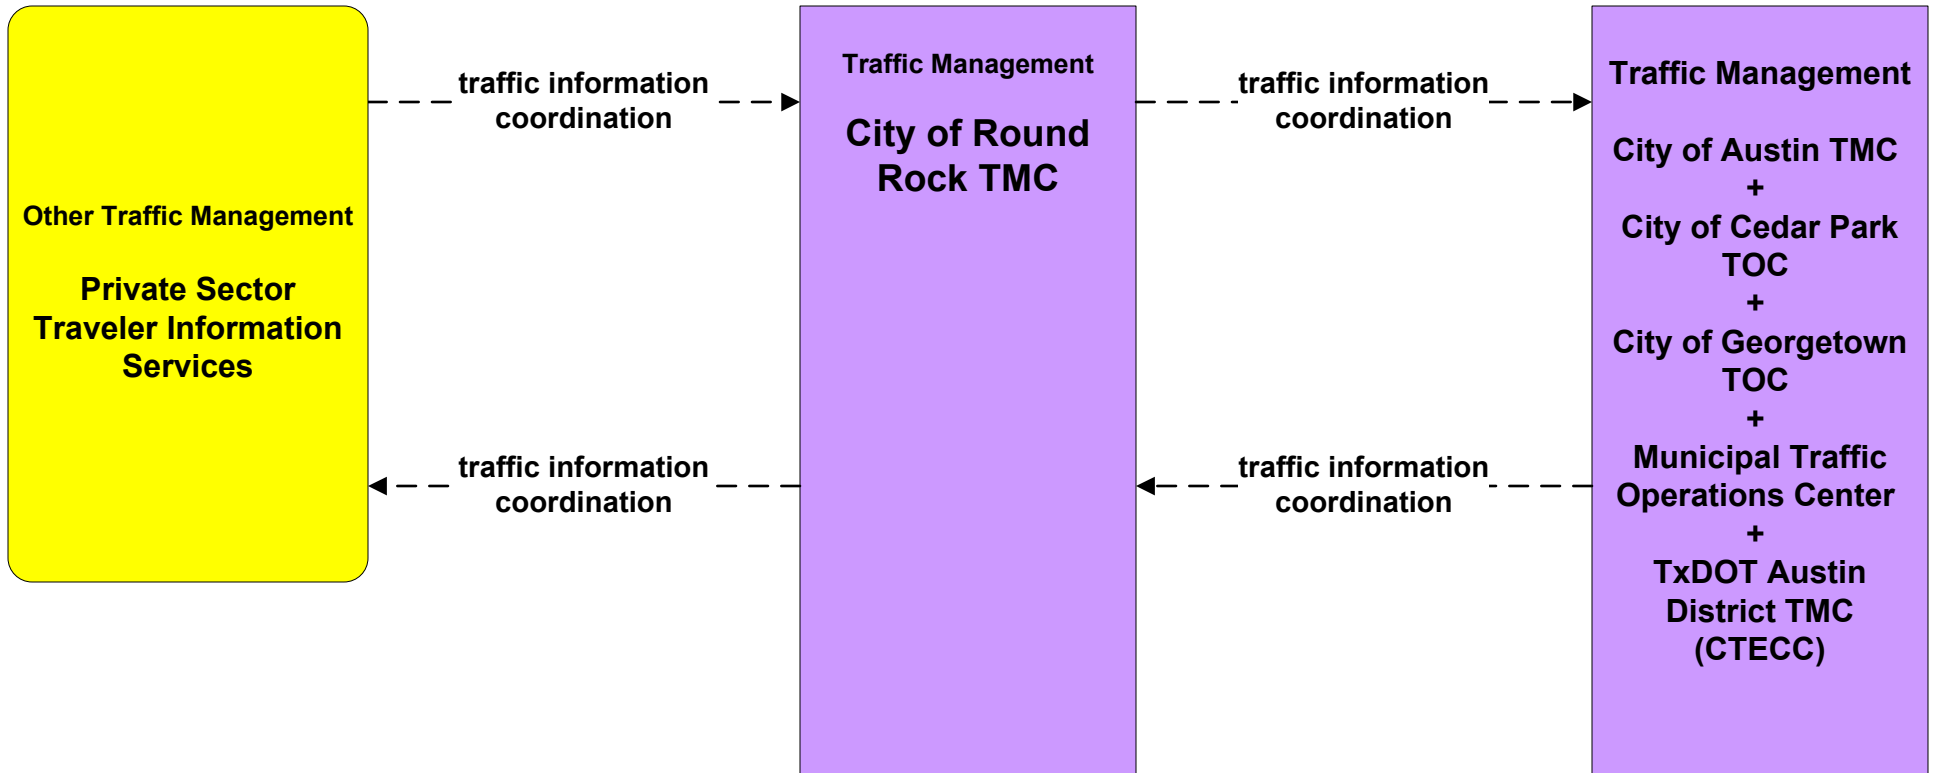 Other Traffic Management
Private Sector
Traveler Information
Services
traffic information
coordination
traffic information
coordination
Traffic Management
City of Round
Rock TMC
traffic information
coordination
traffic information
coordination
Traffic Management
City of Austin TMC
+
City of Cedar Park
TOC
+
City of Georgetown
TOC
+
Municipal Traffic
Operations Center
+
TxDOT Austin
District TMC
(CTECC)